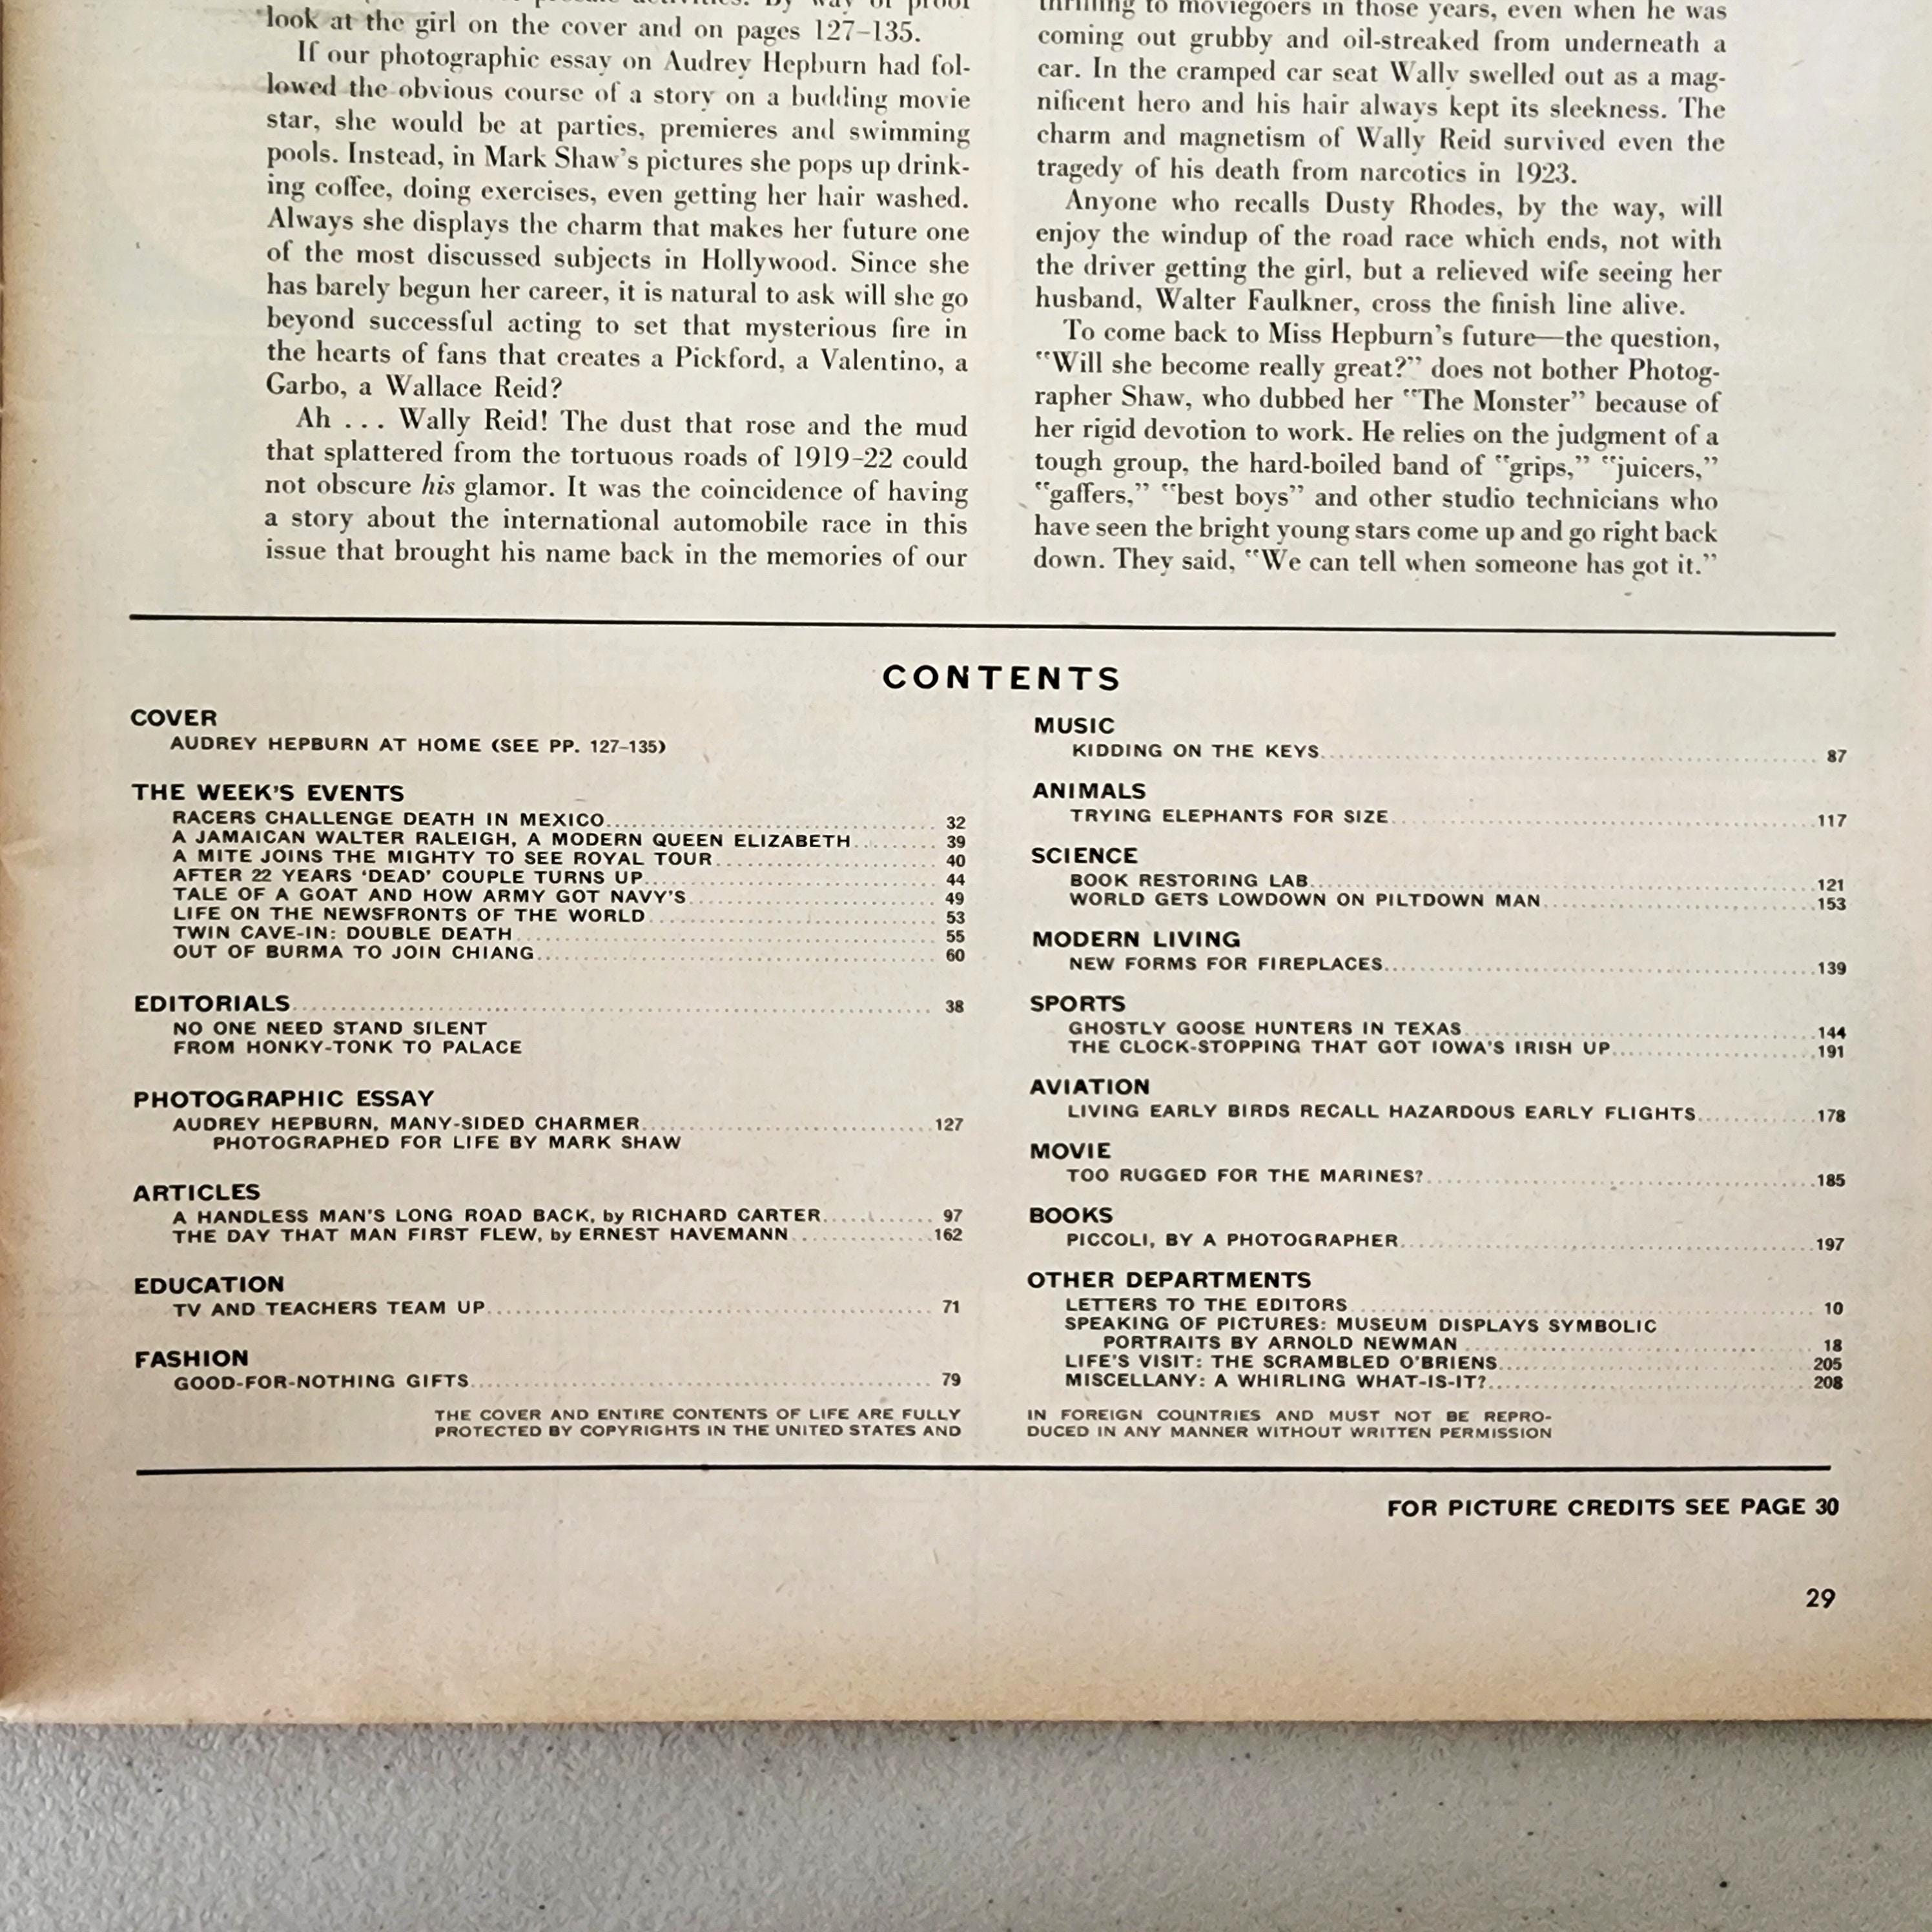 look at the girl on the cover and on pages 127–135.
If our photographic essay on Audrey Hepburn had fol-
lowed the obvious course of a story on a budding movie
star, she would be at parties, premieres and swimming
pools. Instead, in Mark Shaw's pictures she pops up drink-
ing coffee, doing exercises, even getting her hair washed.
Always she displays the charm that makes her future one
of the most discussed subjects in Hollywood. Since she
has barely begun her career, it is natural to ask will she go
beyond successful acting to set that mysterious fire in
the hearts of fans that creates a Pickford, a Valentino, a
Garbo, a Wallace Reid?
Ah . . . Wally Reid! The dust that rose and the mud
that splattered from the tortuous roads of 1919–22 could
not obscure his glamor. It was the coincidence of having
a story about the international automobile race in this
issue that brought his name back in the memories of our
thrilling to moviegoers in those years, even when he was
coming out grubby and oil-streaked from underneath a
car. In the cramped car seat Wally swelled out as a mag-
nificent hero and his hair always kept its sleekness. The
charm and magnetism of Wally Reid survived even the
tragedy of his death from narcotics in 1923.
Anyone who recalls Dusty Rhodes, by the way, will
enjoy the windup of the road race which ends, not with
the driver getting the girl, but a relieved wife seeing her
husband, Walter Faulkner, cross the finish line alive.
To come back to Miss Hepburn's future—the question,
"Will she become really great?" does not bother Photog-
rapher Shaw, who dubbed her "The Monster" because of
her rigid devotion to work. He relies on the judgment of a
tough group, the hard-boiled band of "grips," "juicers,"
"gaffers," "best boys" and other studio technicians who
have seen the bright young stars come up and go right back
down. They said, "We can tell when someone has got it."
CONTENTS
COVER
AUDREY HEPBURN AT HOME (SEE PP. 127–135)
THE WEEK'S EVENTS
RACERS CHALLENGE DEATH IN MEXICO 32
A JAMAICAN WALTER RALEIGH, A MODERN QUEEN ELIZABETH 39
A MITE JOINS THE MIGHTY TO SEE ROYAL TOUR 40
AFTER 22 YEARS 'DEAD' COUPLE TURNS UP 44
TALE OF A GOAT AND HOW ARMY GOT NAVY'S 49
LIFE ON THE NEWSFRONTS OF THE WORLD 53
TWIN CAVE-IN: DOUBLE DEATH 55
OUT OF BURMA TO JOIN CHIANG 60
EDITORIALS 38
NO ONE NEED STAND SILENT
FROM HONKY-TONK TO PALACE
PHOTOGRAPHIC ESSAY
AUDREY HEPBURN, MANY-SIDED CHARMER 127
PHOTOGRAPHED FOR LIFE BY MARK SHAW
ARTICLES
A HANDLESS MAN'S LONG ROAD BACK, by RICHARD CARTER 97
THE DAY THAT MAN FIRST FLEW, by ERNEST HAVEMANN 162
EDUCATION
TV AND TEACHERS TEAM UP 71
FASHION
GOOD-FOR-NOTHING GIFTS 79
THE COVER AND ENTIRE CONTENTS OF LIFE ARE FULLY
PROTECTED BY COPYRIGHTS IN THE UNITED STATES AND
MUSIC
KIDDING ON THE KEYS 87
ANIMALS
TRYING ELEPHANTS FOR SIZE 117
SCIENCE
BOOK RESTORING LAB 121
WORLD GETS LOWDOWN ON PILTDOWN MAN 153
MODERN LIVING
NEW FORMS FOR FIREPLACES 139
SPORTS
GHOSTLY GOOSE HUNTERS IN TEXAS 144
THE CLOCK-STOPPING THAT GOT IOWA'S IRISH UP 191
AVIATION
LIVING EARLY BIRDS RECALL HAZARDOUS EARLY FLIGHTS 178
MOVIE
TOO RUGGED FOR THE MARINES? 185
BOOKS
PICCOLI, BY A PHOTOGRAPHER 197
OTHER DEPARTMENTS
LETTERS TO THE EDITORS 10
SPEAKING OF PICTURES: MUSEUM DISPLAYS SYMBOLIC
PORTRAITS BY ARNOLD NEWMAN 18
LIFE'S VISIT: THE SCRAMBLED O'BRIENS 205
MISCELLANY: A WHIRLING WHAT-IS-IT? 208
IN FOREIGN COUNTRIES AND MUST NOT BE REPRO-
DUCED IN ANY MANNER WITHOUT WRITTEN PERMISSION
FOR PICTURE CREDITS SEE PAGE 30
29